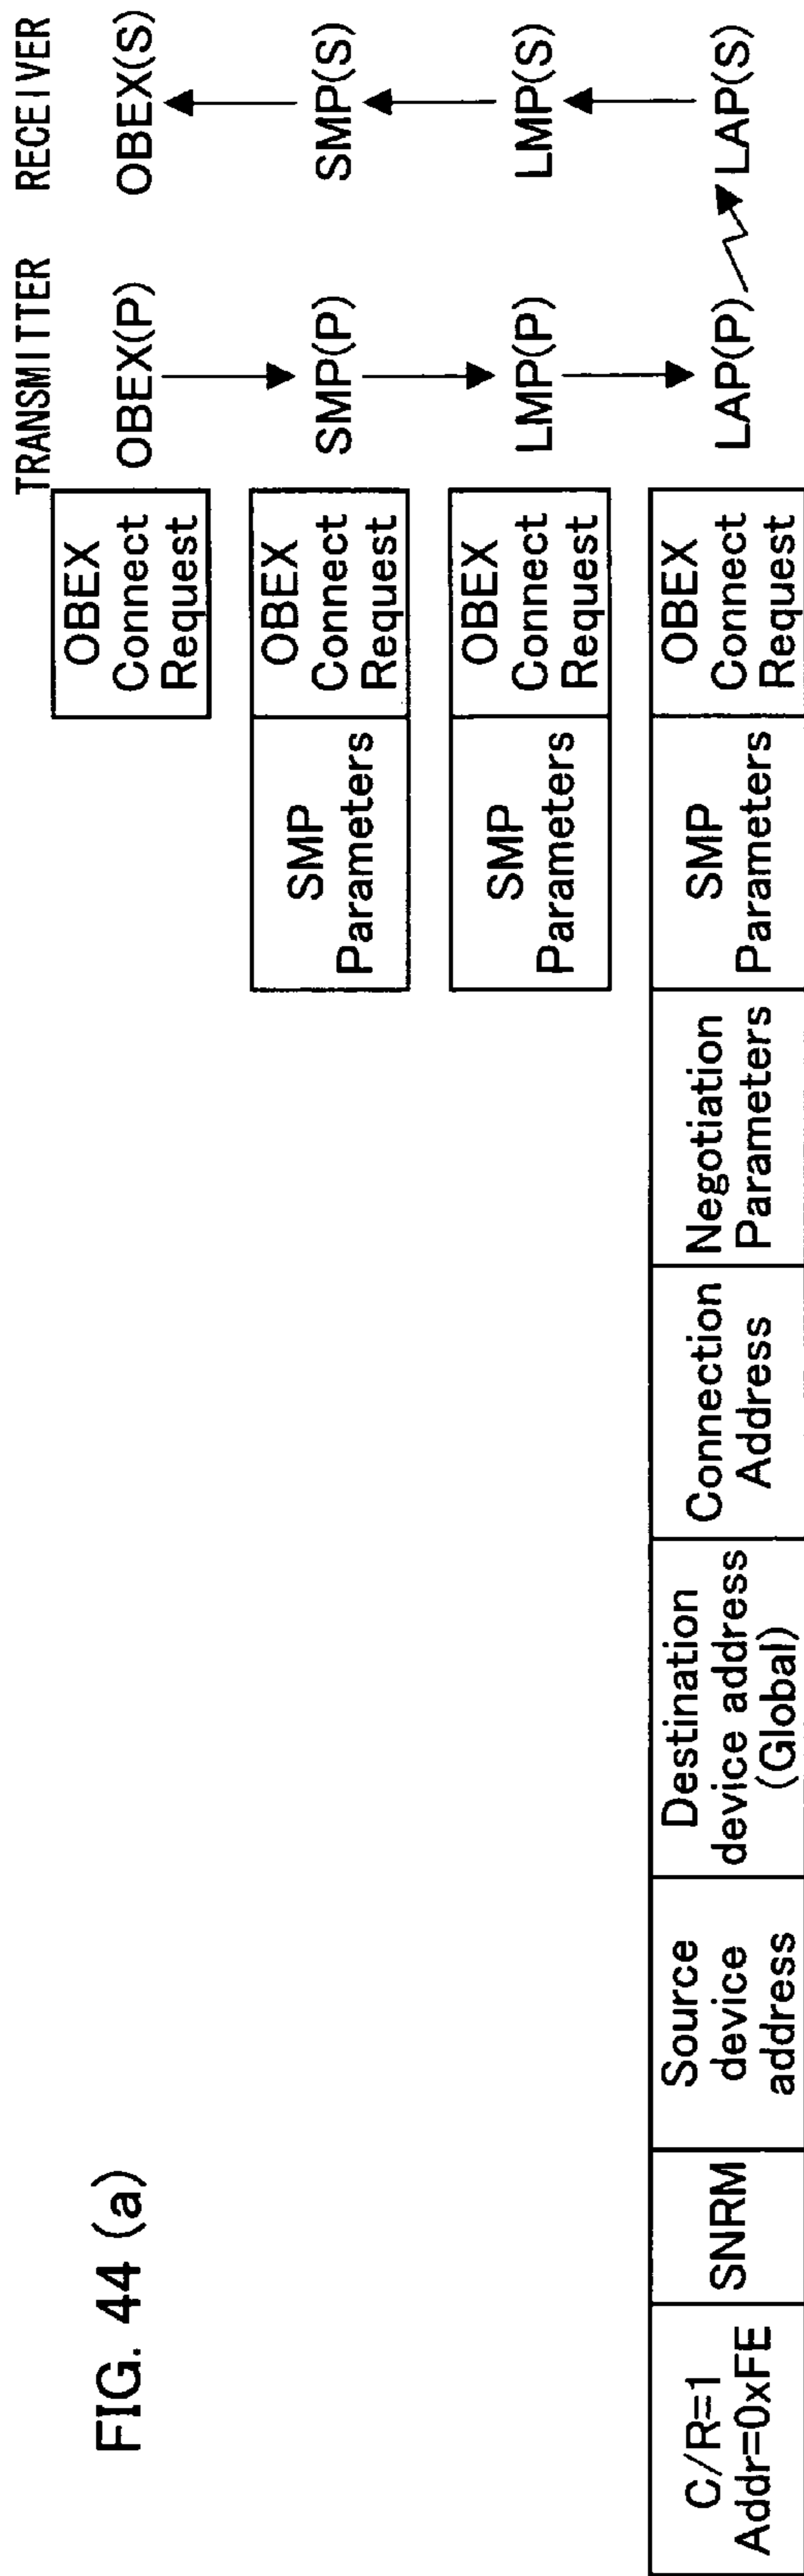 FIG. 44 (a)
TRANSMITTER RECEIVER
OBEX
Connect
Request
OBEX(P)
OBEX(S)
SMP
Parameters
OBEX
Connect
Request
SMP(P)
SMP(S)
SMP
Parameters
OBEX
Connect
Request
LMP(P)
LMP(S)
C/R=1
Addr=0xFE
SNRM
Source
device
address
Destination
device address
(Global)
Connection
Address
Negotiation
Parameters
SMP
Parameters
OBEX
Connect
Request
LAP(P)
LAP(S)